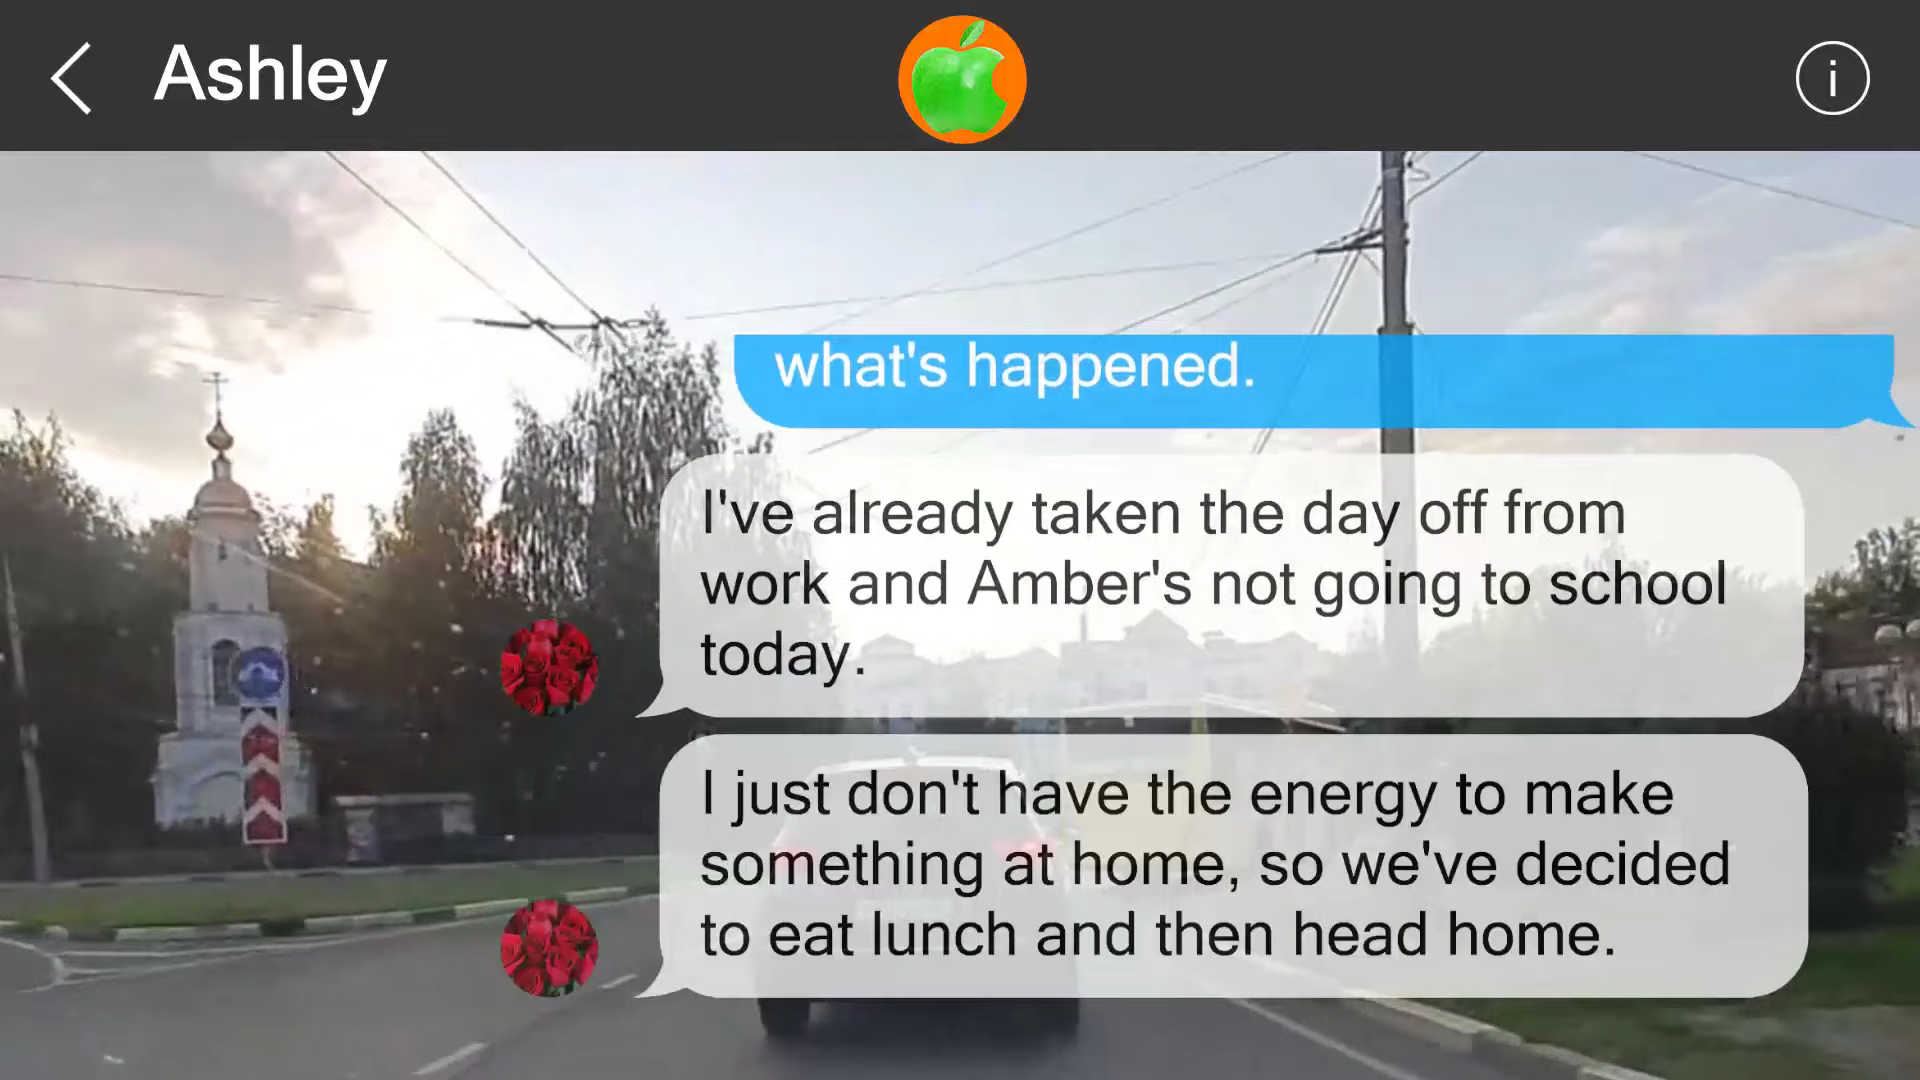 Ashley
what's happened.
I've already taken the day off from
work and Amber's not going to school
today.
I just don't have the energy to make
something at home, so we've decided
to eat lunch and then head home.